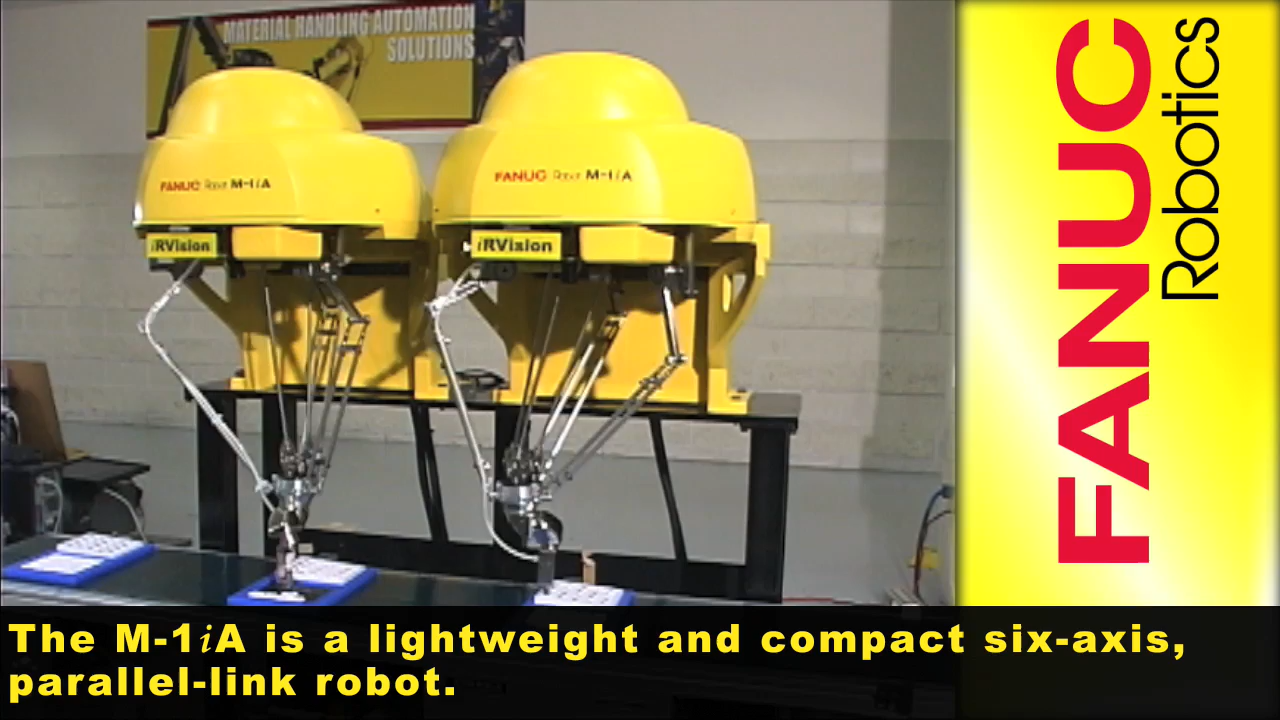 MATERIAL HANDLING AUTOMATION
SOLUTIONS
FANUC Robot M-1iA
FANUC Robot M-1iA
iRVision
iRVision
FANUC
Robotics
The M-1iA is a lightweight and compact six-axis,
parallel-link robot.